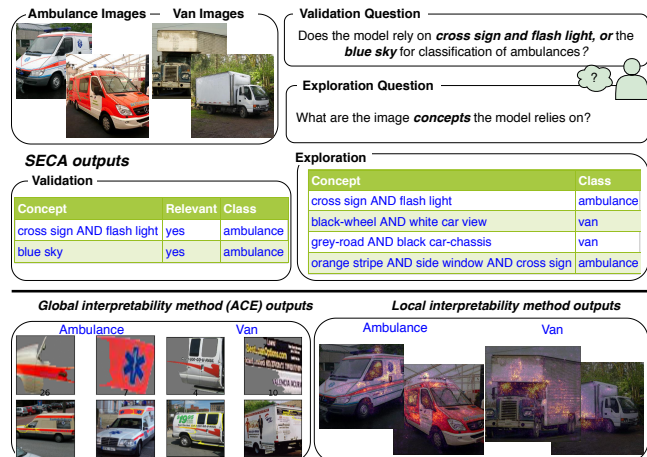 Ambulance Images
Van Images
Validation Question
Does the model rely on cross sign and flash light, or the
blue sky for classification of ambulances?
Exploration Question
?
What are the image concepts the model relies on?
SECA outputs
Validation
Concept Relevant Class
cross sign AND flash light yes ambulance
blue sky yes ambulance
Exploration
Concept Class
cross sign AND flash light ambulance
black-wheel AND white car view van
grey-road AND black car-chassis van
orange stripe AND side window AND cross sign ambulance
Global interpretability method (ACE) outputs
Ambulance Van
26
7
4
10
Local interpretability method outputs
Ambulance Van